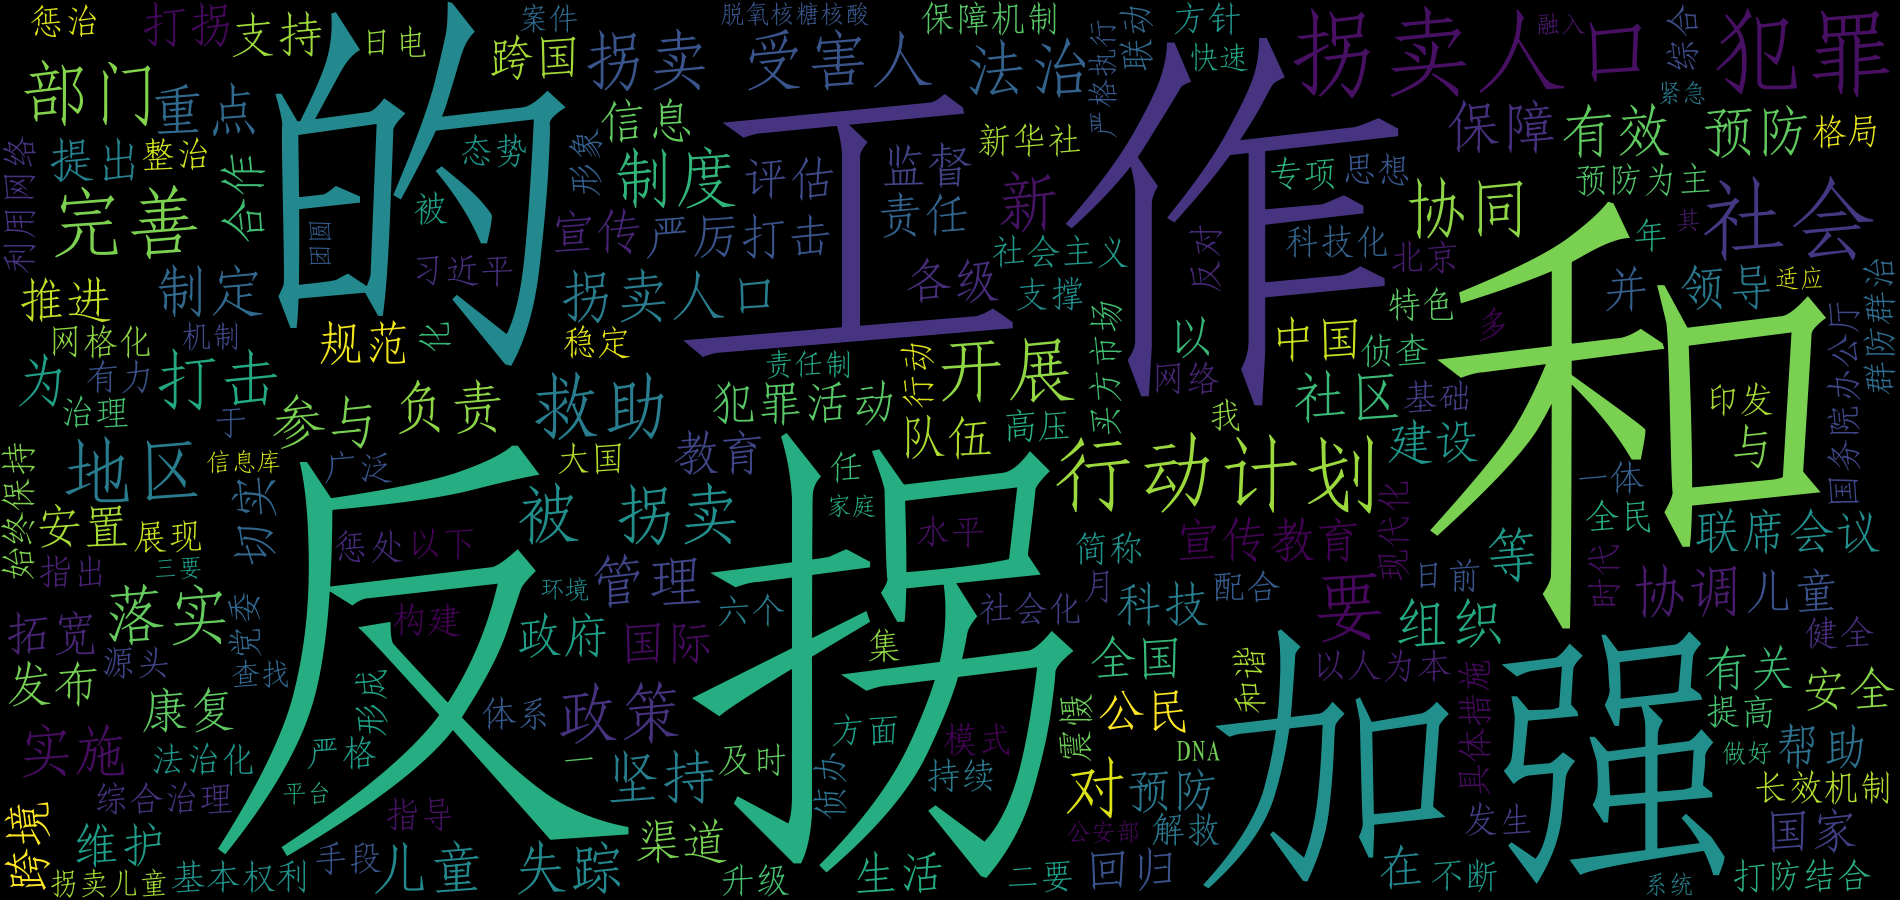 惩治
打拐
支持
日电
案件
脱氧核糖核酸
保障机制
联动
方针
快速
拐卖人口
融入
犯罪
综合
部门
重点
跨国
拐卖
受害人
法治
严格执行
紧急
的
工作
提出
整治
合作
态势
形象
信息
制度
评估
监督
新华社
专项
思想
保障
有效
预防
格局
利用网络
完善
被
困圆
宣传
严厉打击
责任
新
社会主义
反对
科技化
协同
预防为主
年
其
社会
推进
制定
习近平
拐卖人口
各级
支撑
北京
特色
和
并
领导
适应
群防群治
网格化
机制
规范
化
稳定
责任制
买方市场
以
网络
中国
侦查
多
国务院办公厅
为
有力
打击
治理
于
参与
负责
救助
犯罪活动
行动
开展
队伍
高压
我
社区
基础
建设
印发
与
始终保持
地区
信息库
广泛
切实
大国
教育
任
家庭
行动计划
现代化
一体
全民
安置
展现
被
拐卖
水平
简称
宣传教育
等
联席会议
指出
三要
惩处
以下
环境
管理
社会化
月
科技
配合
要
日前
时代
协调
儿童
反拐
拓宽
落实
党委
构建
政府
六个
国际
集
全国
组织
健全
源头
查找
发布
康复
形成
体系
政策
方面
模式
震慑
公民
和谐
以人为本
具体措施
有关
安全
提高
加强
实施
法治化
严格
一
坚持
及时
侦办
持续
DNA
做好
帮助
综合治理
平台
指导
对
预防
长效机制
跨境
维护
手段
渠道
公安部
解救
发生
国家
拐卖儿童
基本权利
儿童
失踪
升级
生活
二要
回归
在
不断
系统
打防结合